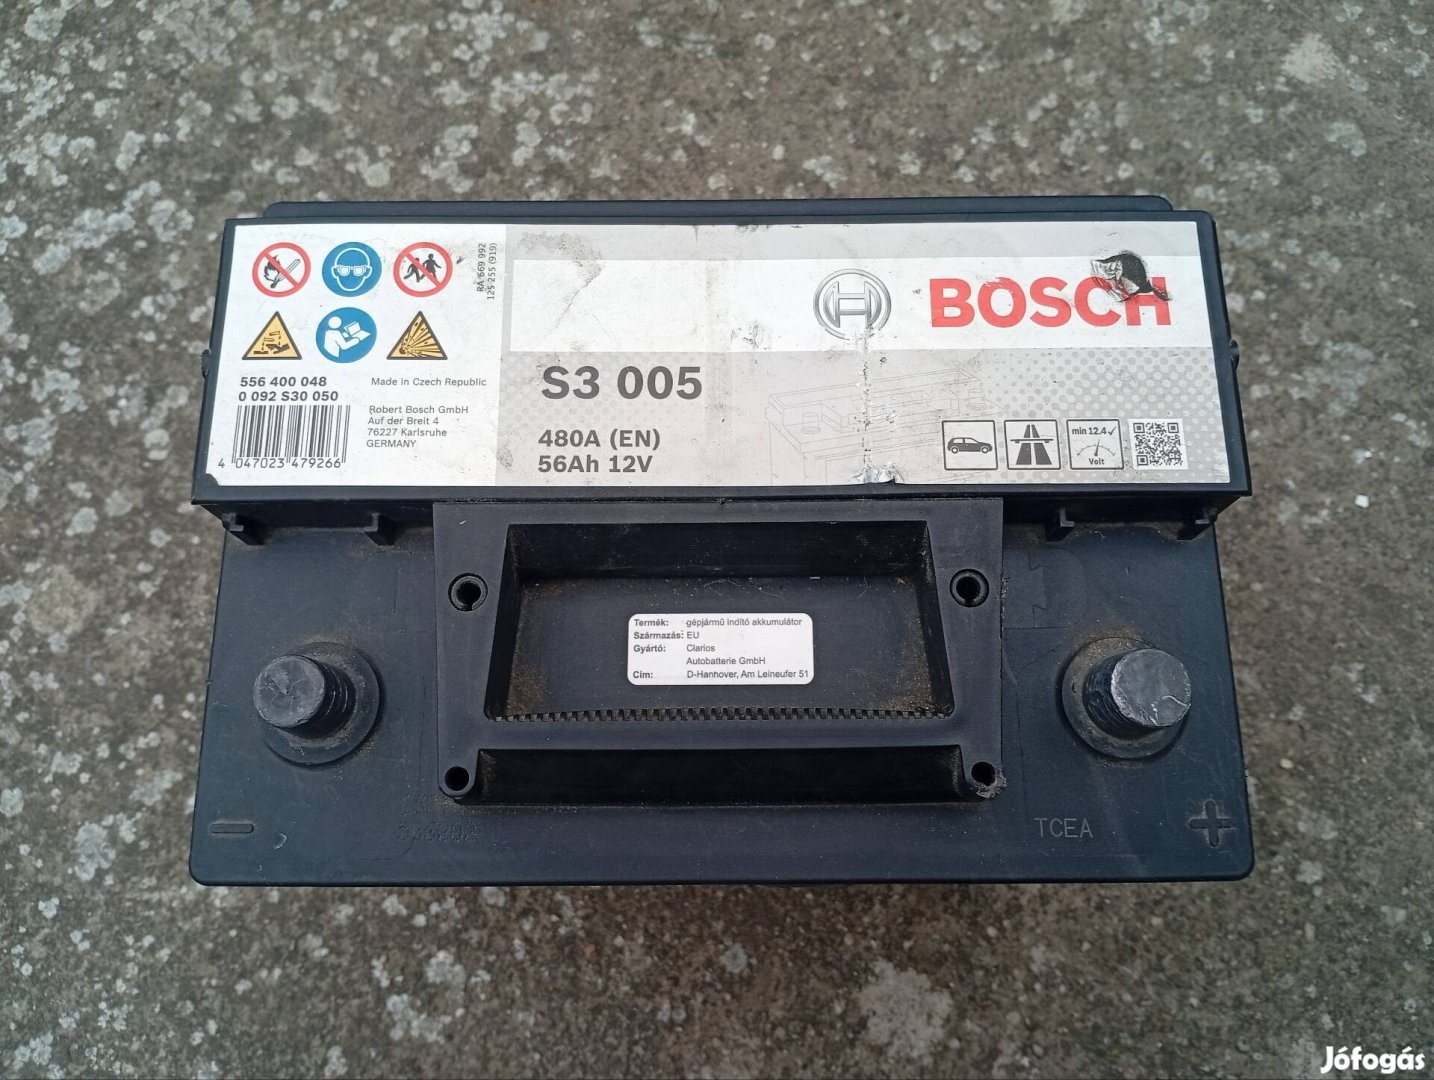 RA 669 992
125 255 (919)
BOSCH
S3 005
480A (EN)
56Ah 12V
556 400 048
0 092 S30 050
Made in Czech Republic
Robert Bosch GmbH
Auf der Breit 4
76227 Karlsruhe
GERMANY
4 047023 479266
min 12.4 ✓
Volt
Termék: gépjármű indító akkumulátor
Származás: EU
Gyártó: Clarios
Autobatterie GmbH
Cím: D-Hanhover, Am Leineufer 51
TCEA
− +
Jófogás